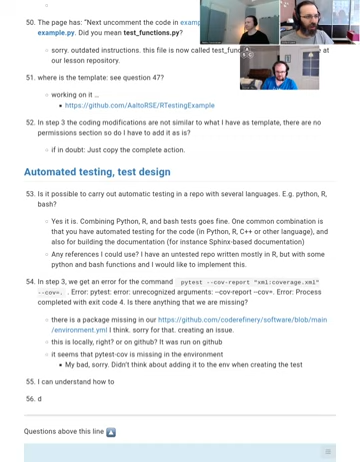 50. The page has: "Next uncomment the code in
example.py. Did you mean test_functions.py?
sorry. outdated instructions. this file is now called
our lesson repository.
51. where is the template: see question 47?
working on it ...
https://github.com/AaltoRSE/RTestingExample
52. In step 3 the coding modifications are not similar to what I have as template, there are no
permissions section so do I have to add it as is?
if in doubt: Just copy the complete action.
Automated testing, test design
53. Is it possible to carry out automatic testing in a repo with several languages. E.g. python, R,
bash?
Yes it is. Combining Python, R, and bash tests goes fine. One common combination is
that you have automated testing for the code (in Python, R, C++ or other language), and
also for building the documentation (for instance Sphinx-based documentation)
Any references I could use? I have an untested repo written mostly in R, but with some
python and bash functions and I would like to implement this.
54. In step 3, we get an error for the command pytest --cov-report "xml:coverage.xml"
--cov=. . Error: pytest: error: unrecognized arguments: --cov-report --cov=. Error: Process
completed with exit code 4. Is there anything that we are missing?
there is a package missing in our https://github.com/coderefinery/software/blob/main
/environment.yml I think. sorry for that. creating an issue.
this is locally, right? or on github? It was run on github
it seems that pytest-cov is missing in the environment
My bad, sorry. Didn't think about adding it to the env when creating the test
55. I can understand how to
56. d
Questions above this line